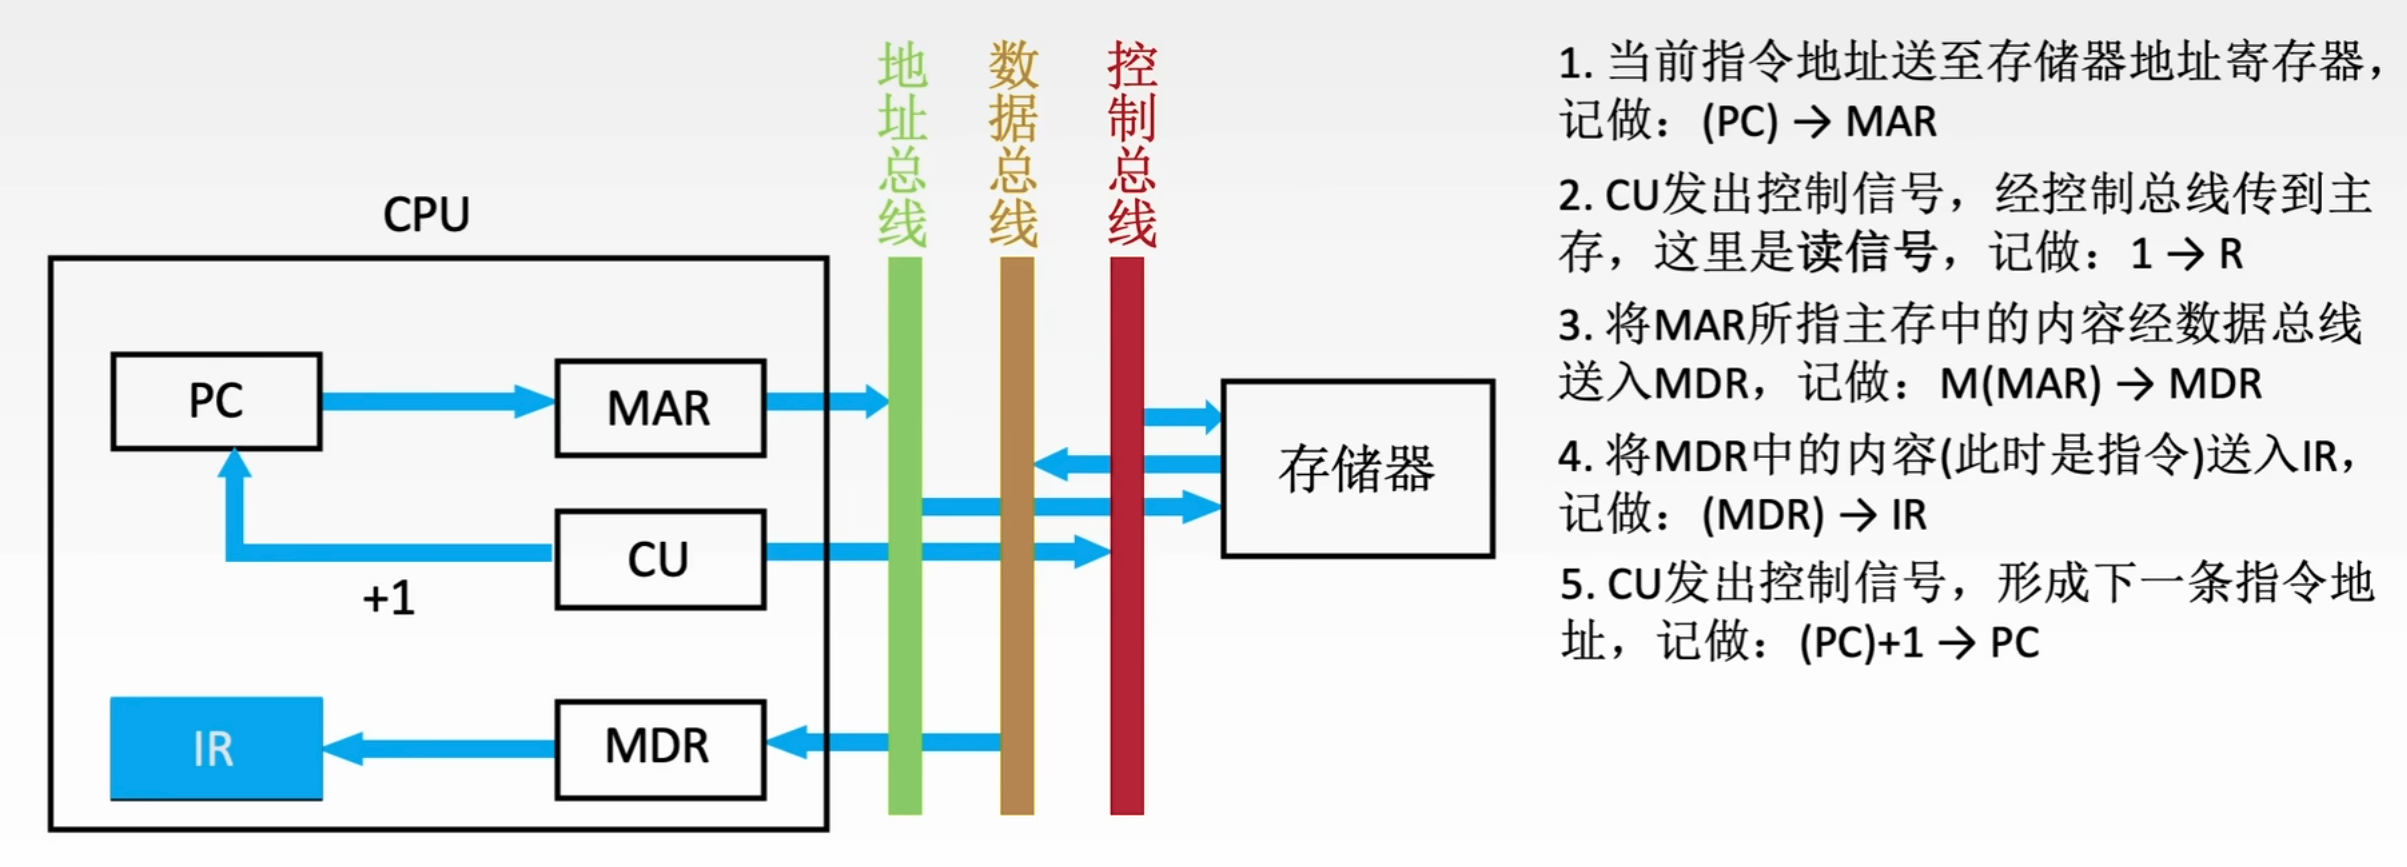 地址总线
数据总线
控制总线
CPU
PC
MAR
CU
+1
IR
MDR
存储器
1. 当前指令地址送至存储器地址寄存器，
记做：(PC) → MAR
2. CU发出控制信号，经控制总线传到主
存，这里是读信号，记做：1 → R
3. 将MAR所指主存中的内容经数据总线
送入MDR，记做：M(MAR) → MDR
4. 将MDR中的内容(此时是指令)送入IR，
记做：(MDR) → IR
5. CU发出控制信号，形成下一条指令地
址，记做：(PC)+1 → PC